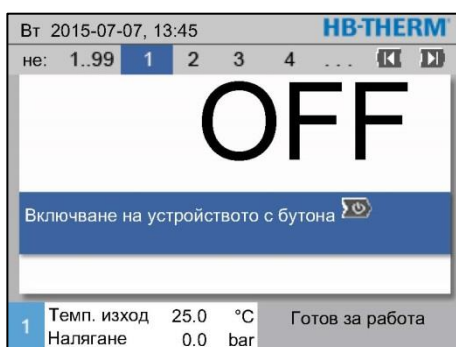 Вт 2015-07-07, 13:45 HB-THERM®
не: 1..99 1 2 3 4 ...
OFF
Включване на устройството с бутона
1 Темп. изход 25.0 °C Готов за работа
Налягане 0.0 bar